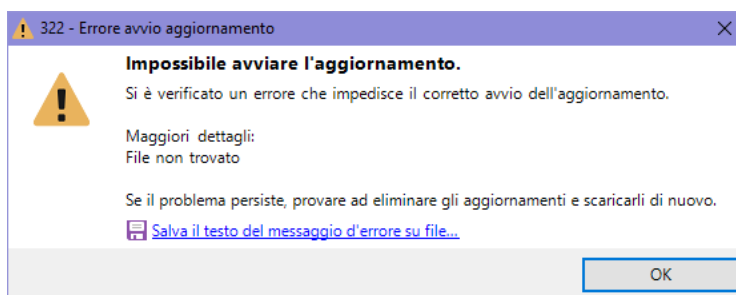 322 - Errore avvio aggiornamento
Impossibile avviare l'aggiornamento.
Si è verificato un errore che impedisce il corretto avvio dell'aggiornamento.
Maggiori dettagli:
File non trovato
Se il problema persiste, provare ad eliminare gli aggiornamenti e scaricarli di nuovo.
Salva il testo del messaggio d'errore su file...
OK